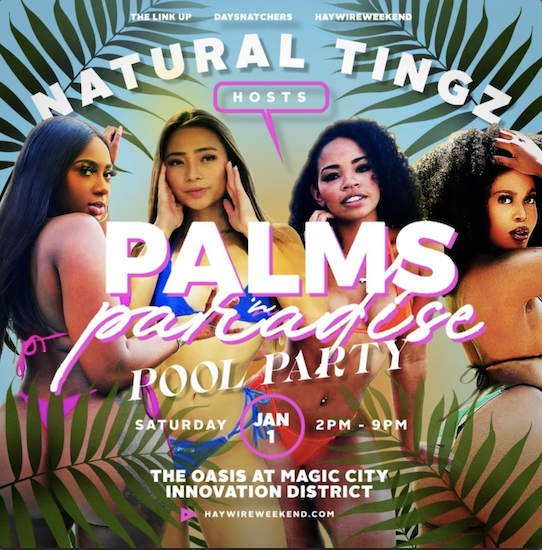 THE LINK UP DAYSNATCHERS HAYWIREWEEKEND
NATURAL TINGZ
HOSTS
PALMS
in
paradise
POOL PARTY
SATURDAY JAN 1 2PM - 9PM
THE OASIS AT MAGIC CITY
INNOVATION DISTRICT
HAYWIREWEEKEND.COM